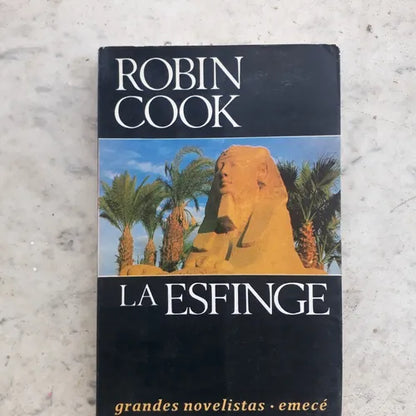 ROBIN
COOK
LA ESFINGE
grandes novelistas · emecé